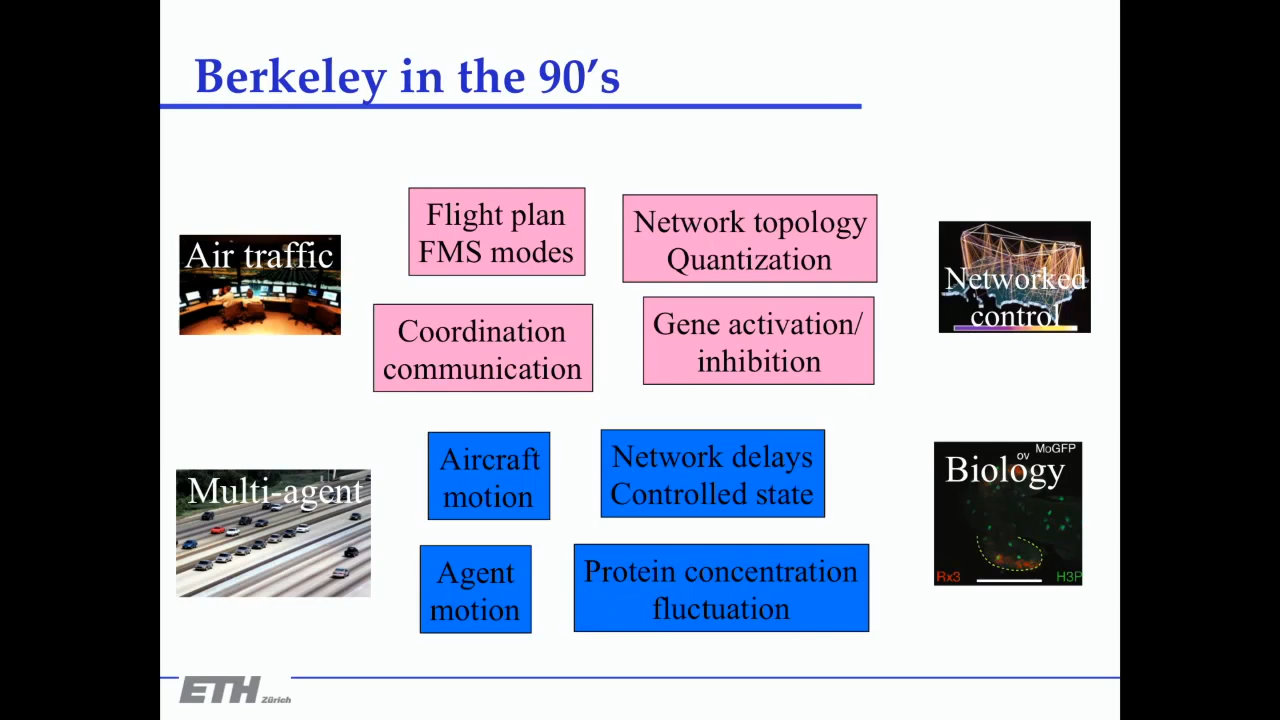 Berkeley in the 90's
Flight plan
FMS modes
Network topology
Quantization
Air traffic
Networked
control
Coordination
communication
Gene activation/
inhibition
Aircraft
motion
Network delays
Controlled state
Multi-agent
MoGFP
ov
Biology
Rx3
H3P
Agent
motion
Protein concentration
fluctuation
ETH Zürich